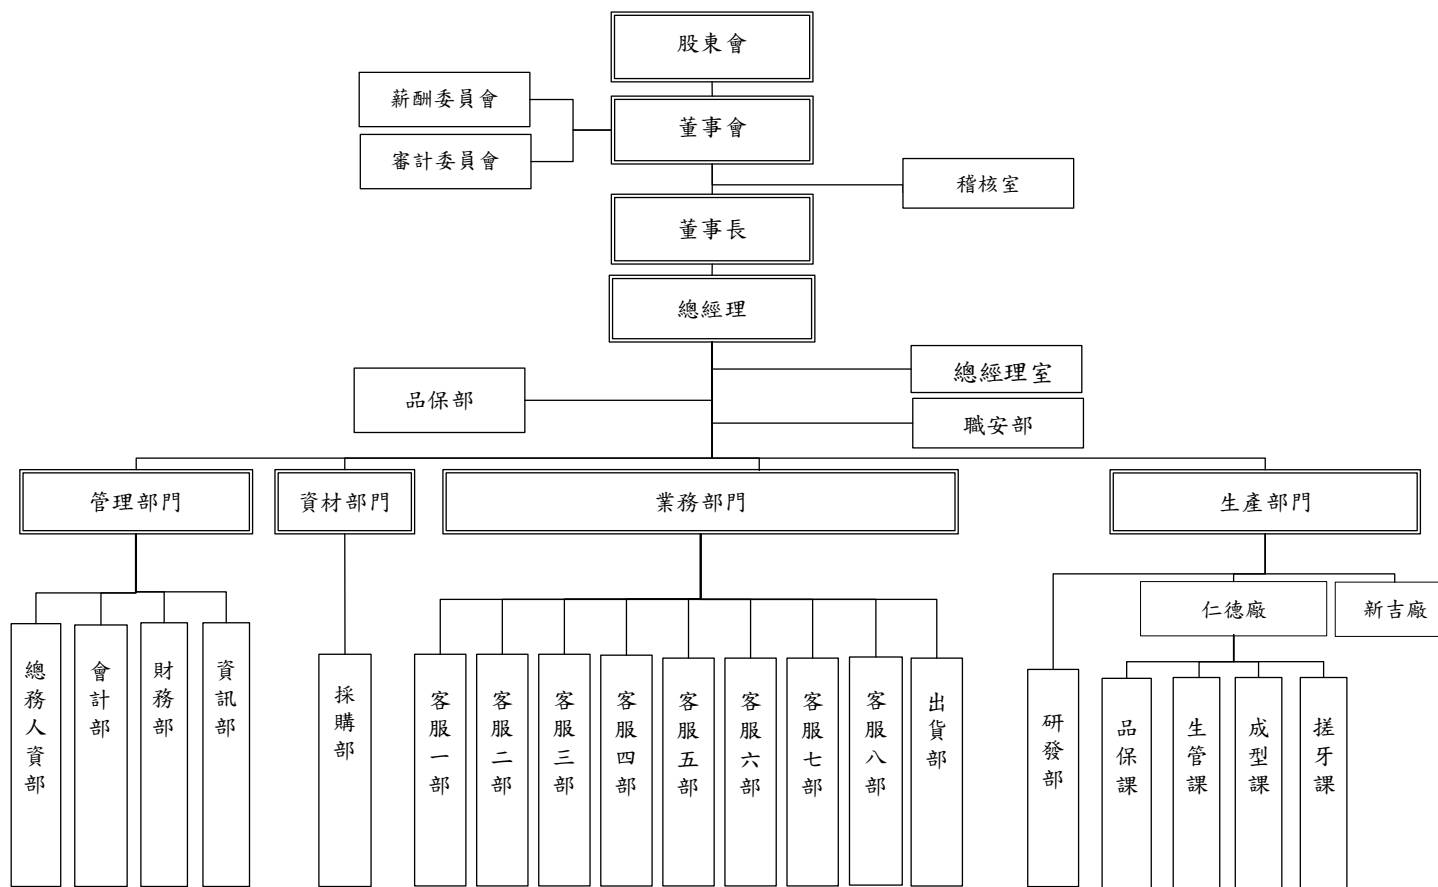 股東會
薪酬委員會
董事會
審計委員會
稽核室
董事長
總經理
總經理室
品保部
職安部
管理部門
資材部門
業務部門
生產部門
仁德廠
新吉廠
總務人資部
會計部
財務部
資訊部
採購部
客服一部
客服二部
客服三部
客服四部
客服五部
客服六部
客服七部
客服八部
出貨部
研發部
品保課
生管課
成型課
搓牙課